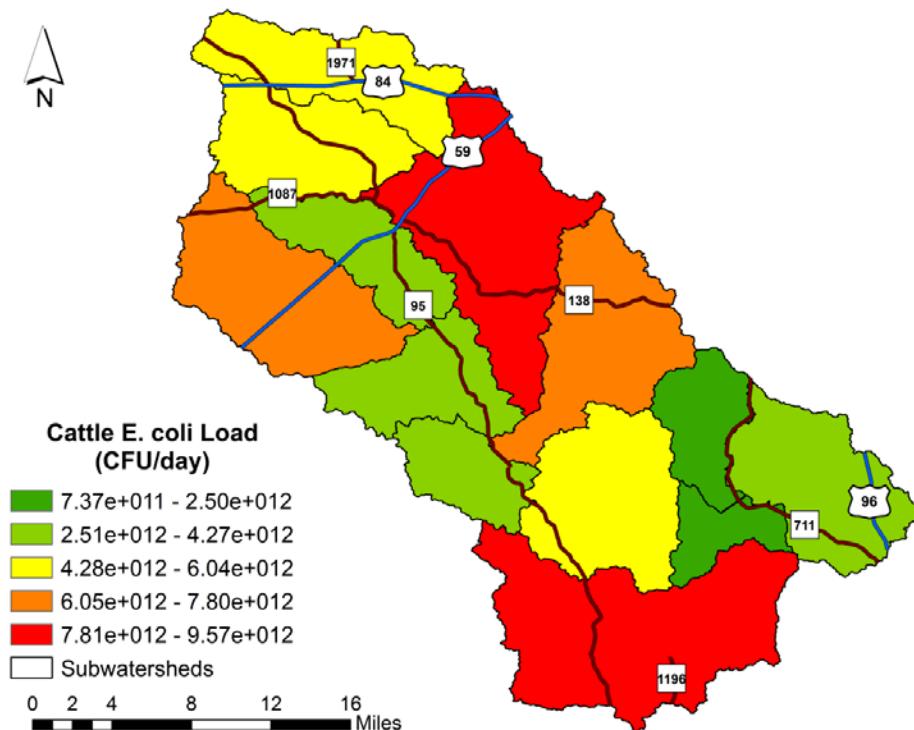 1971
84
N
59
1087
138
95
Cattle E. coli Load
(CFU/day)
7.37e+011 - 2.50e+012
2.51e+012 - 4.27e+012
4.28e+012 - 6.04e+012
6.05e+012 - 7.80e+012
7.81e+012 - 9.57e+012
Subwatersheds
96
711
1196
0 2 4 8 12 16
Miles